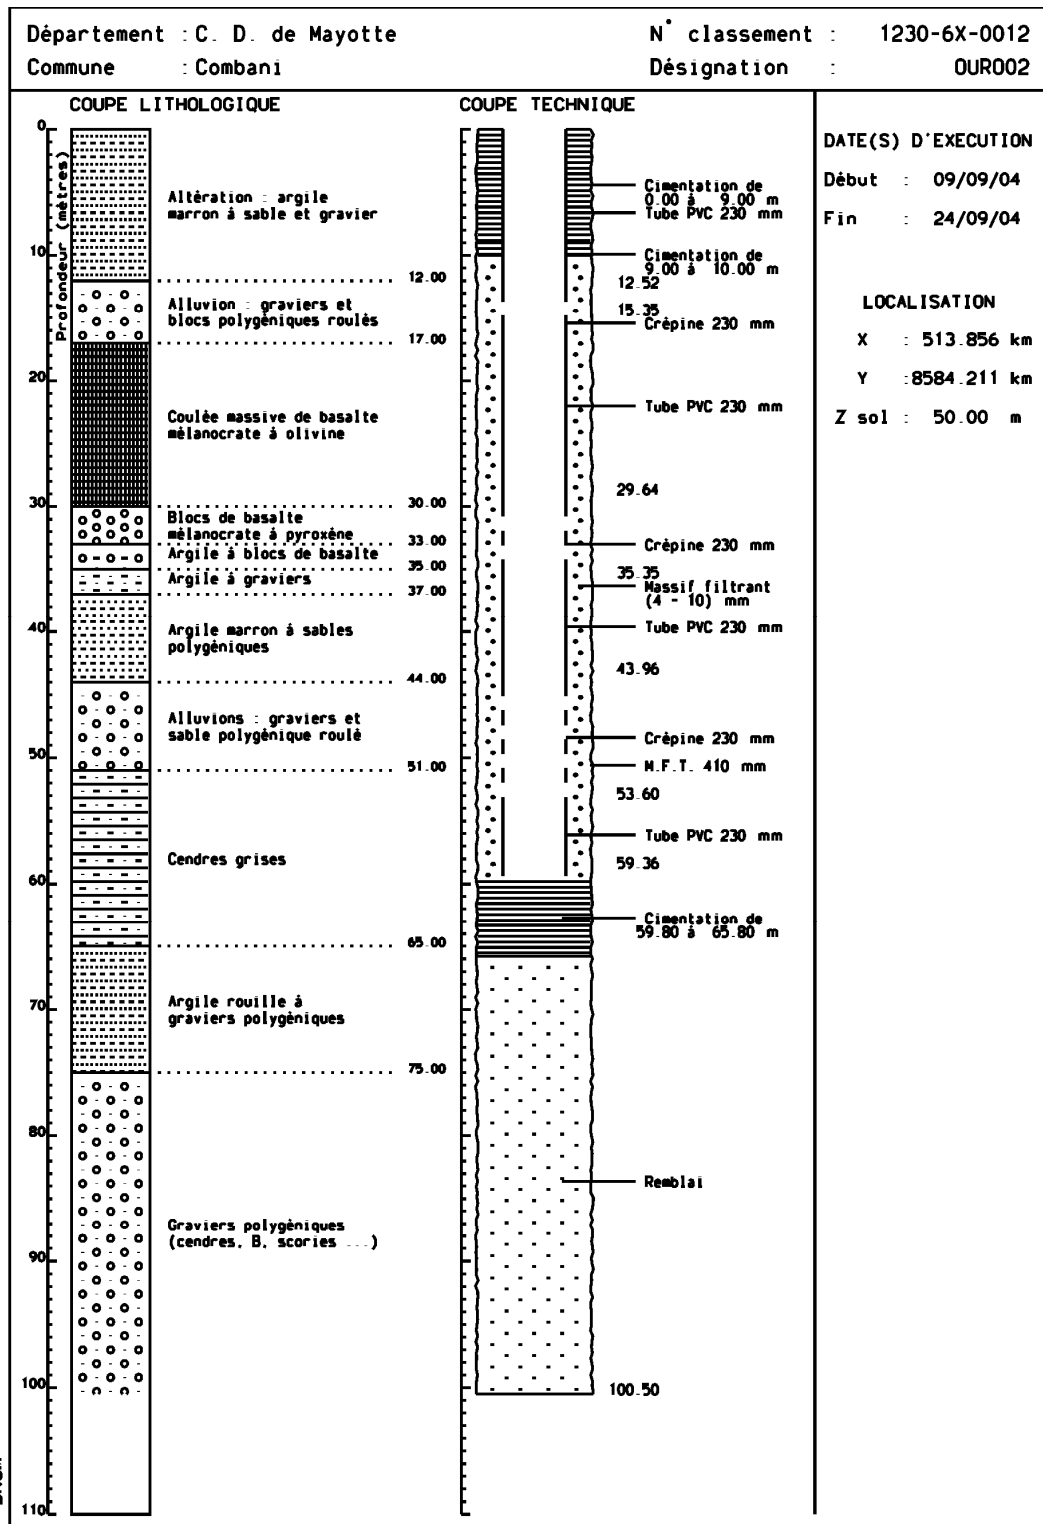 Département : C. D. de Mayotte
N° classement : 1230-6X-0012
Commune : Combani
Désignation : OUR002
COUPE LITHOLOGIQUE
COUPE TECHNIQUE
Profondeur (mètres)
0
10
20
30
40
50
60
70
80
90
100
110
Altération : argile
marron à sable et gravier
12.00
Alluvion : graviers et
blocs polygéniques roulés
17.00
Coulée massive de basalte
mélanocrate à olivine
30.00
Blocs de basalte
mélanocrate à pyroxène
33.00
Argile à blocs de basalte
35.00
Argile à graviers
37.00
Argile marron à sables
polygéniques
44.00
Alluvions : graviers et
sable polygénique roulé
51.00
Cendres grises
65.00
Argile rouille à
graviers polygéniques
75.00
Graviers polygéniques
(cendres, B, scories ...)
Cimentation de
0.00 à 9.00 m
Tube PVC 230 mm
Cimentation de
9.00 à 10.00 m
12.52
15.35
Crépine 230 mm
Tube PVC 230 mm
29.64
Crépine 230 mm
35.35
Massif filtrant
(4 - 10) mm
Tube PVC 230 mm
43.96
Crépine 230 mm
M.F.T. 410 mm
53.60
Tube PVC 230 mm
59.36
Cimentation de
59.80 à 65.80 m
Remblai
100.50
DATE(S) D'EXECUTION
Début : 09/09/04
Fin : 24/09/04
LOCALISATION
X : 513.856 km
Y :8584.211 km
Z sol : 50.00 m